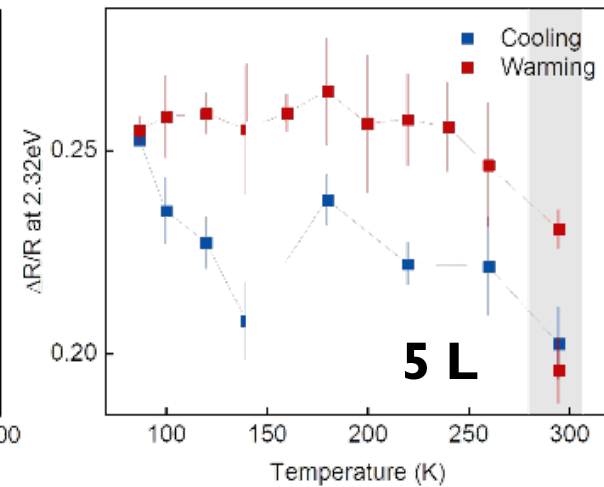 Cooling
Warming
ΔR/R at 2.32eV
0.25
0.20
5 L
00
100 150 200 250 300
Temperature (K)